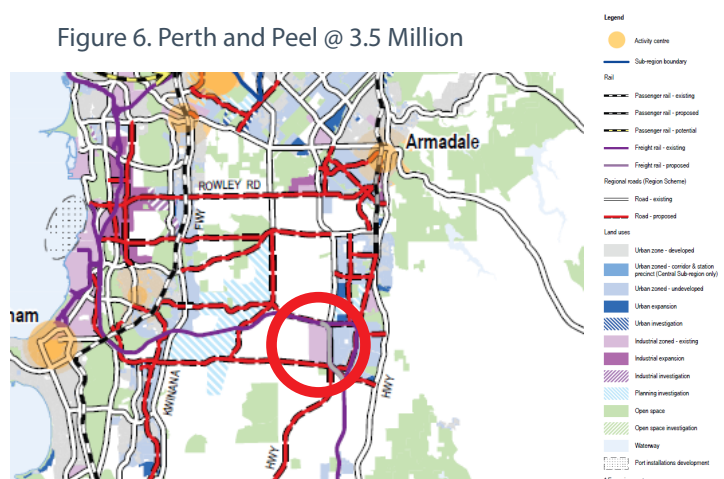 Figure 6. Perth and Peel @ 3.5 Million
Armadale
ROWLEY RD
FWY
ham
KWINANA
HWY
HWY
Legend
Activity centre
Sub-region boundary
Rail
Passenger rail - existing
Passenger rail - proposed
Passenger rail - potential
Freight rail - existing
Freight rail - proposed
Regional roads (Region Scheme)
Road - existing
Road - proposed
Land uses
Urban zone - developed
Urban zoned - corridor & station
precinct (Central Sub-region only)
Urban zoned - undeveloped
Urban expansion
Urban investigation
Industrial zoned - existing
Industrial expansion
Industrial investigation
Planning investigation
Open space
Open space investigation
Waterway
Port installations development